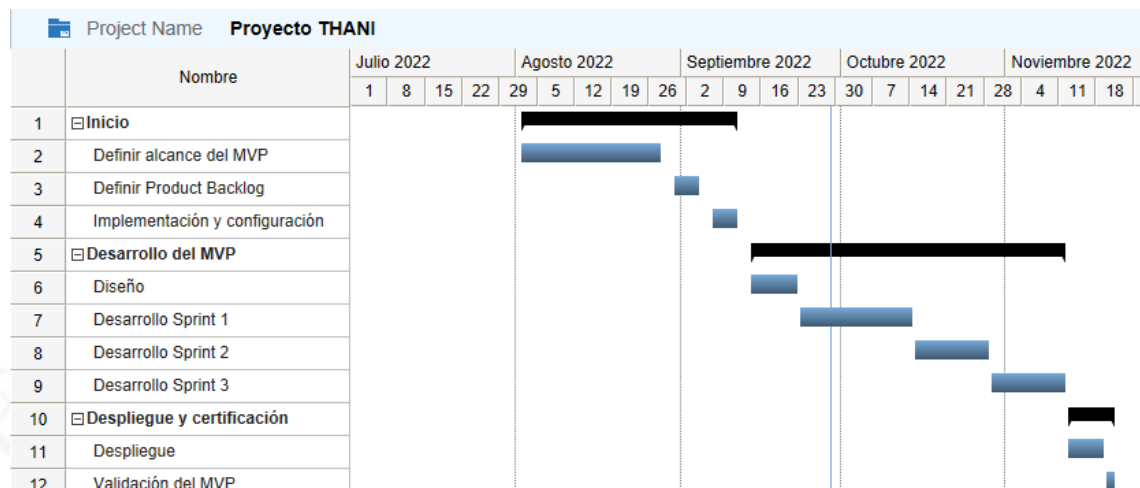 Project Name Proyecto THANI
Nombre
Julio 2022 Agosto 2022 Septiembre 2022 Octubre 2022 Noviembre 2022
1 8 15 22 29 5 12 19 26 2 9 16 23 30 7 14 21 28 4 11 18
1 Inicio
2 Definir alcance del MVP
3 Definir Product Backlog
4 Implementación y configuración
5 Desarrollo del MVP
6 Diseño
7 Desarrollo Sprint 1
8 Desarrollo Sprint 2
9 Desarrollo Sprint 3
10 Despliegue y certificación
11 Despliegue
12 Validación del MVP